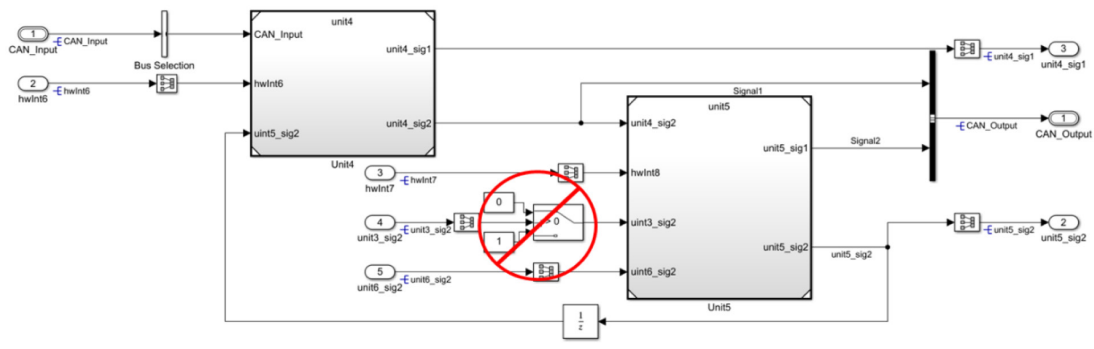 unit4
1
CAN_Input
CAN_Input
Bus Selection
2
hwInt6
hwInt6
CAN_Input
hwInt6
uint5_sig2
unit4_sig1
unit4_sig2
Unit4
unit4_sig1
3
unit4_sig1
Signal1
unit5
unit4_sig2
hwInt8
uint3_sig2
uint6_sig2
unit5_sig1
unit5_sig2
Unit5
Signal2
CAN_Output
1
CAN_Output
3
hwInt7
hwInt7
4
unit3_sig2
unit3_sig2
0
1
> 0
5
unit6_sig2
unit6_sig2
unit5_sig2
unit5_sig2
2
unit5_sig2
1
z